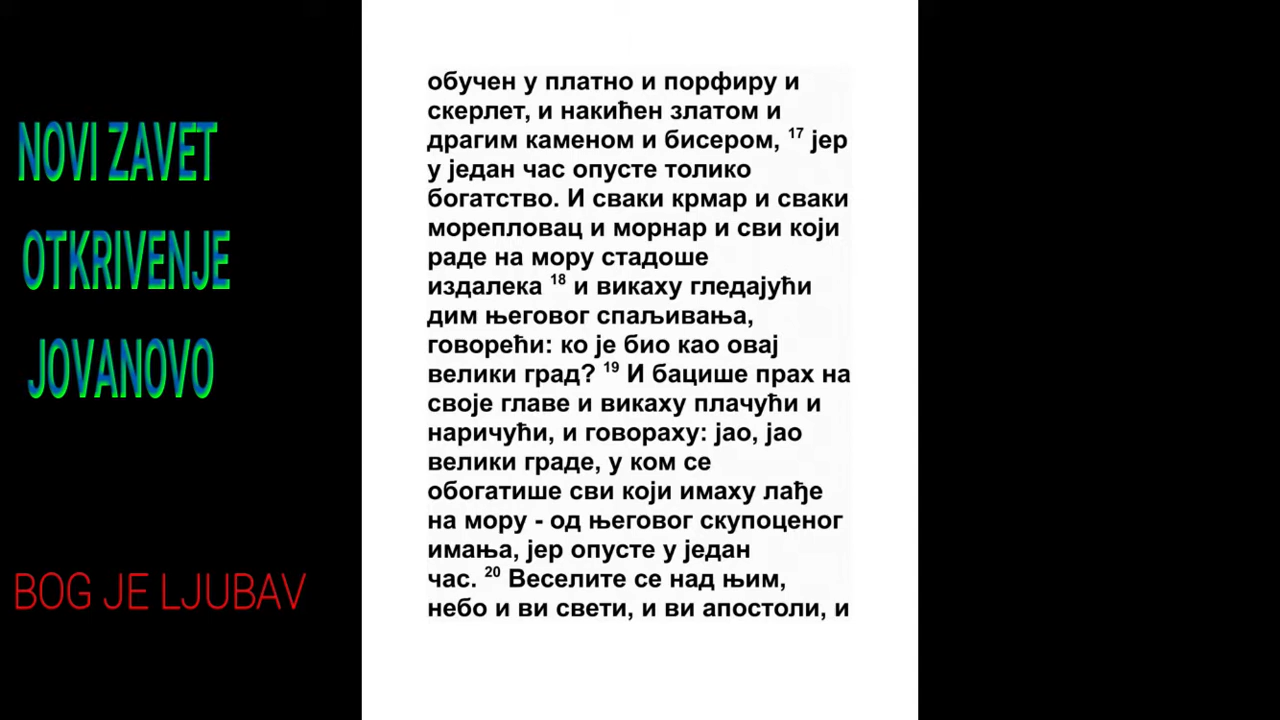 NOVI ZAVET
OTKRIVENJE
JOVANOVO
BOG JE LJUBAV
обучен у платно и порфиру и
скерлет, и накићен златом и
драгим каменом и бисером, 17 јер
у један час опусте толико
богатство. И сваки крмар и сваки
морепловац и морнар и сви који
раде на мору стадоше
издалека 18 и викаху гледајући
дим његовог спаљивања,
говорећи: ко је био као овај
велики град? 19 И бацише прах на
своје главе и викаху плачући и
наричући, и говораху: јао, јао
велики граде, у ком се
обогатише сви који имаху лађе
на мору - од његовог скупоценог
имања, јер опусте у један
час. 20 Веселите се над њим,
небо и ви свети, и ви апостоли, и